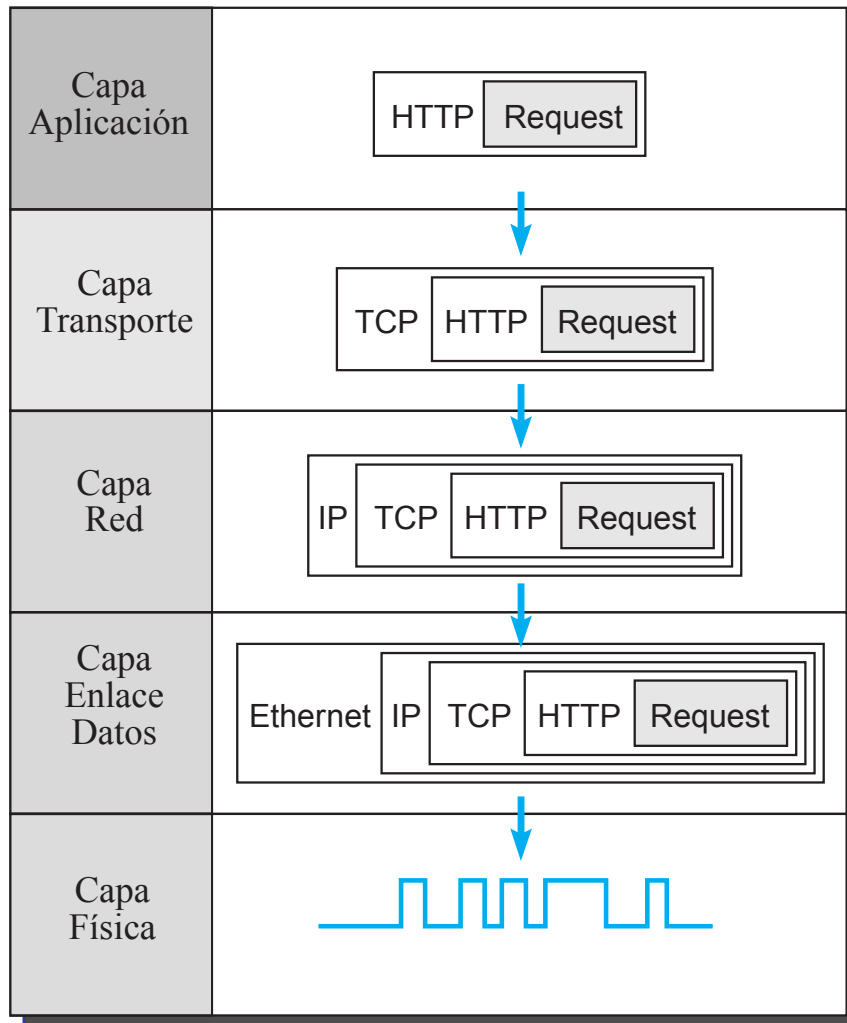 Capa
Aplicación
HTTP Request
Capa
Transporte
TCP HTTP Request
Capa
Red
IP TCP HTTP Request
Capa
Enlace
Datos
Ethernet IP TCP HTTP Request
Capa
Física